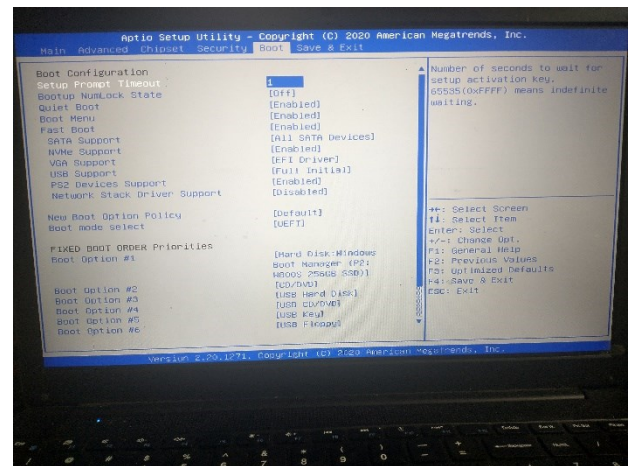 Aptio Setup Utility – Copyright (C) 2020 American Megatrends, Inc.
Main Advanced Chipset Security Boot Save & Exit
Boot Configuration
Setup Prompt Timeout 1
Bootup NumLock State [Off]
Quiet Boot [Enabled]
Boot Menu [Enabled]
Fast Boot [Enabled]
SATA Support [All SATA Devices]
NVMe Support [Enabled]
VGA Support [EFI Driver]
USB Support [Full Initial]
PS2 Devices Support [Enabled]
Network Stack Driver Support [Disabled]
New Boot Option Policy [Default]
Boot mode select [UEFI]
FIXED BOOT ORDER Priorities
Boot Option #1 [Hard Disk:Windows
Boot Manager (P2:
256GB SSD)]
Boot Option #2 [CD/DVD]
Boot Option #3 [USB Hard Disk]
Boot Option #4 [USB CD/DVD]
Boot Option #5 [USB Key]
Boot Option #6 [USB Floppy]
Number of seconds to wait for
setup activation key.
65535(0xFFFF) means indefinite
waiting.
→←: Select Screen
↑↓: Select Item
Enter: Select
+/-: Change Opt.
F1: General Help
F2: Previous Values
F3: Optimized Defaults
F4: Save & Exit
ESC: Exit
Version 2.20.1271. Copyright (C) 2020 American Megatrends, Inc.